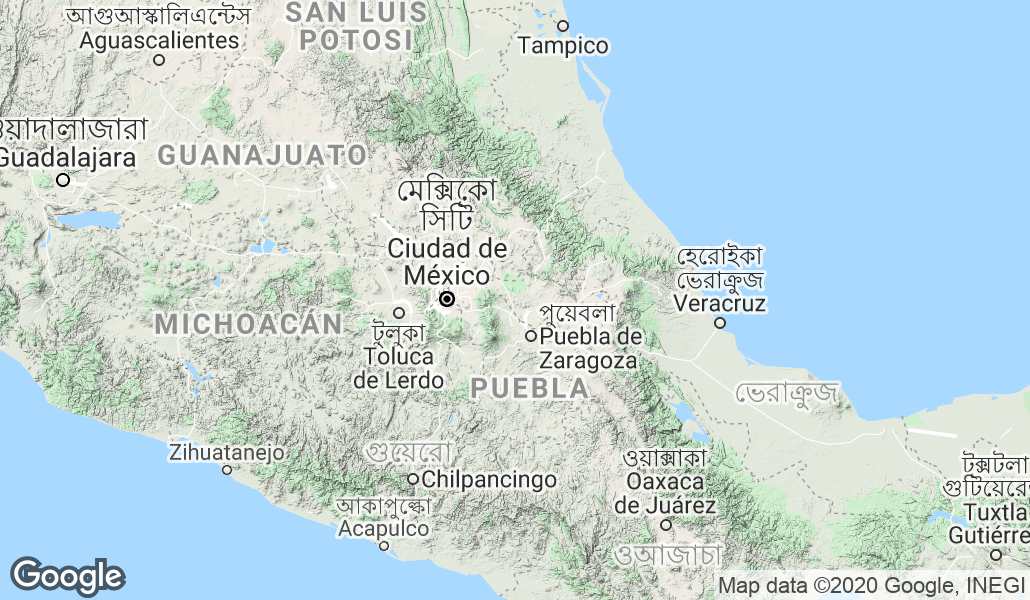 আগুআস্কালিএন্টেস
Aguascalientes
SAN LUIS
POTOSI
Tampico
ওয়াদালাজারা
Guadalajara
GUANAJUATO
মেক্সিকো
সিটি
Ciudad de
México
হেরোইকা
ভেরাক্রুজ
Veracruz
MICHOACÁN
টুলুকা
Toluca
de Lerdo
পুয়েবলা
Puebla de
Zaragoza
PUEBLA
ভেরাক্রুজ
Zihuatanejo
গুয়েরো
Chilpancingo
আকাপুল্কো
Acapulco
ওয়াক্সাকা
Oaxaca
de Juárez
ওআজাচা
টক্সটলা
গুটিয়েরে
Tuxtla
Gutiérre
Google
Map data ©2020 Google, INEGI